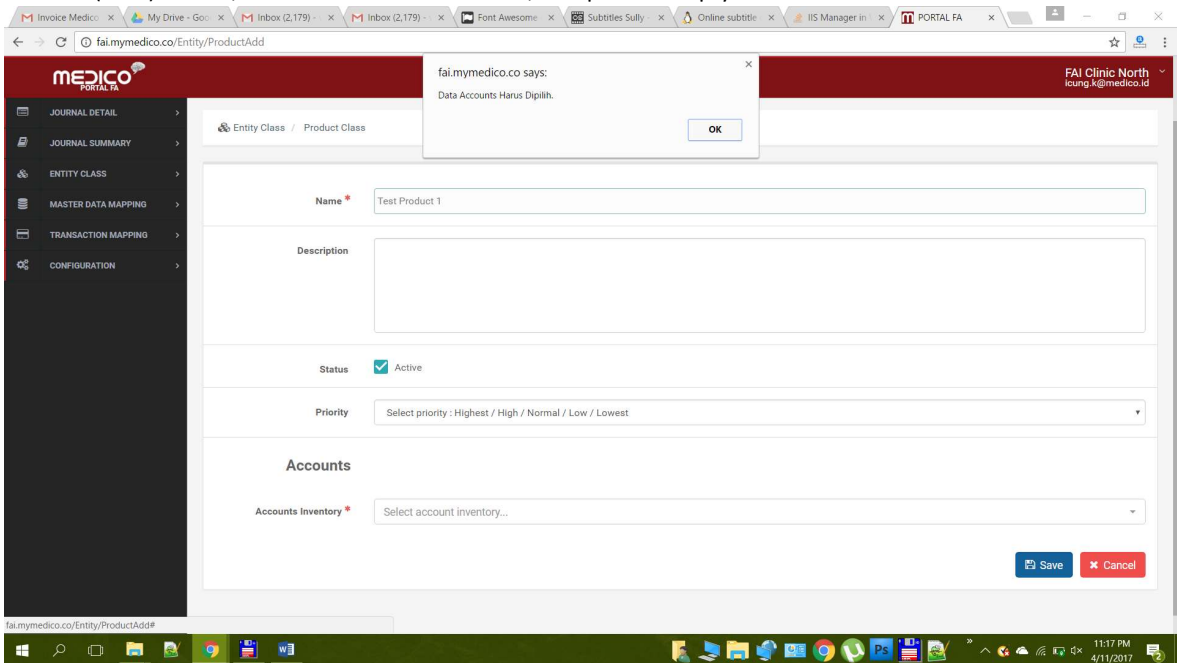 Invoice Medico
My Drive - Goo
Inbox (2,179) -
Inbox (2,179) -
Font Awesome
Subtitles Sully -
Online subtitle
IIS Manager in
PORTAL FA
fai.mymedico.co/Entity/ProductAdd
MEDICO
PORTAL FA
FAI Clinic North
icung.k@medico.id
fai.mymedico.co says:
Data Accounts Harus Dipilih.
OK
JOURNAL DETAIL
JOURNAL SUMMARY
ENTITY CLASS
MASTER DATA MAPPING
TRANSACTION MAPPING
CONFIGURATION
Entity Class / Product Class
Name *
Test Product 1
Description
Status
Active
Priority
Select priority : Highest / High / Normal / Low / Lowest
Accounts
Accounts Inventory *
Select account inventory...
Save
Cancel
fai.mymedico.co/Entity/ProductAdd#
Ps
11:17 PM
4/11/2017